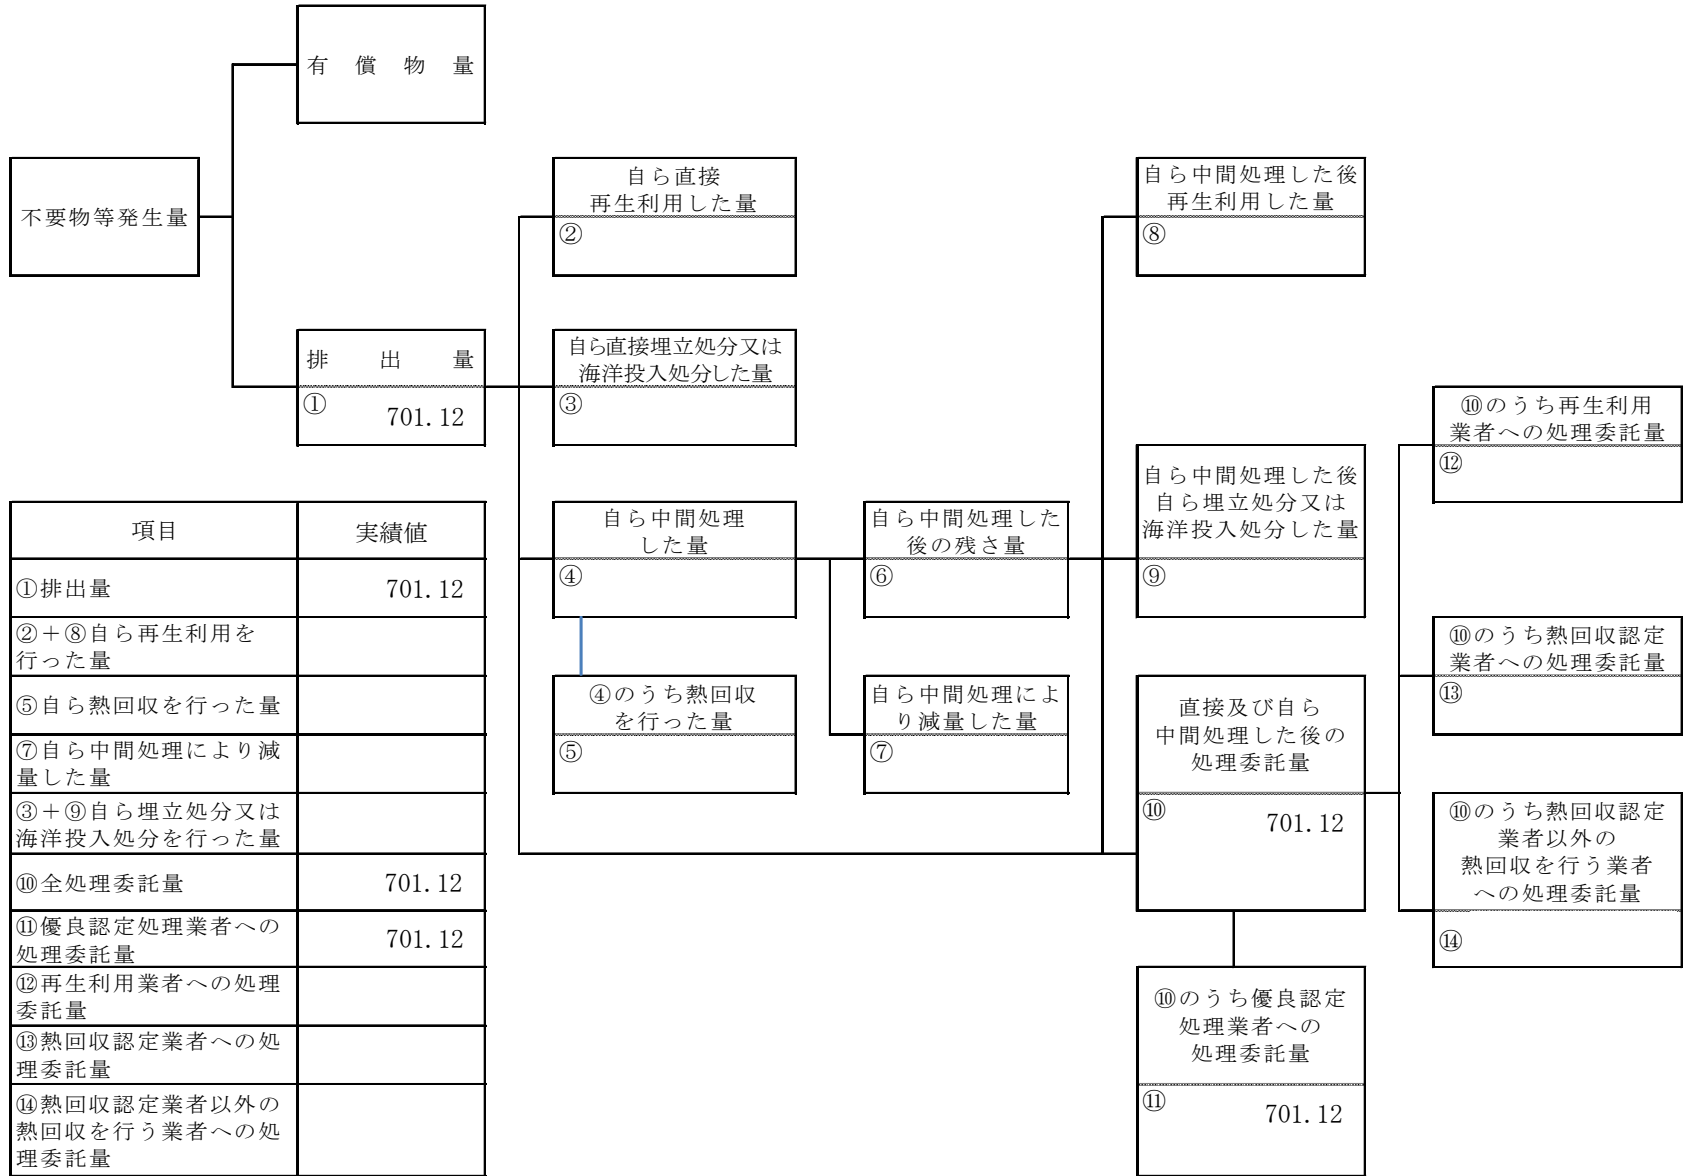 有償物量
不要物等発生量
排出量
①
701.12
自ら直接
再生利用した量
②
自ら直接埋立処分又は
海洋投入処分した量
③
自ら中間処理
した量
④
④のうち熱回収
を行った量
⑤
自ら中間処理した
後の残さ量
⑥
自ら中間処理によ
り減量した量
⑦
自ら中間処理した後
再生利用した量
⑧
自ら中間処理した後
自ら埋立処分又は
海洋投入処分した量
⑨
直接及び自ら
中間処理した後の
処理委託量
⑩
701.12
⑩のうち優良認定
処理業者への
処理委託量
⑪
701.12
⑩のうち再生利用
業者への処理委託量
⑫
⑩のうち熱回収認定
業者への処理委託量
⑬
⑩のうち熱回収認定
業者以外の
熱回収を行う業者
への処理委託量
⑭
項目 実績値
①排出量 701.12
②+⑧自ら再生利用を
行った量
⑤自ら熱回収を行った量
⑦自ら中間処理により減
量した量
③+⑨自ら埋立処分又は
海洋投入処分を行った量
⑩全処理委託量 701.12
⑪優良認定処理業者への
処理委託量 701.12
⑫再生利用業者への処理
委託量
⑬熱回収認定業者への処
理委託量
⑭熱回収認定業者以外の
熱回収を行う業者への処
理委託量